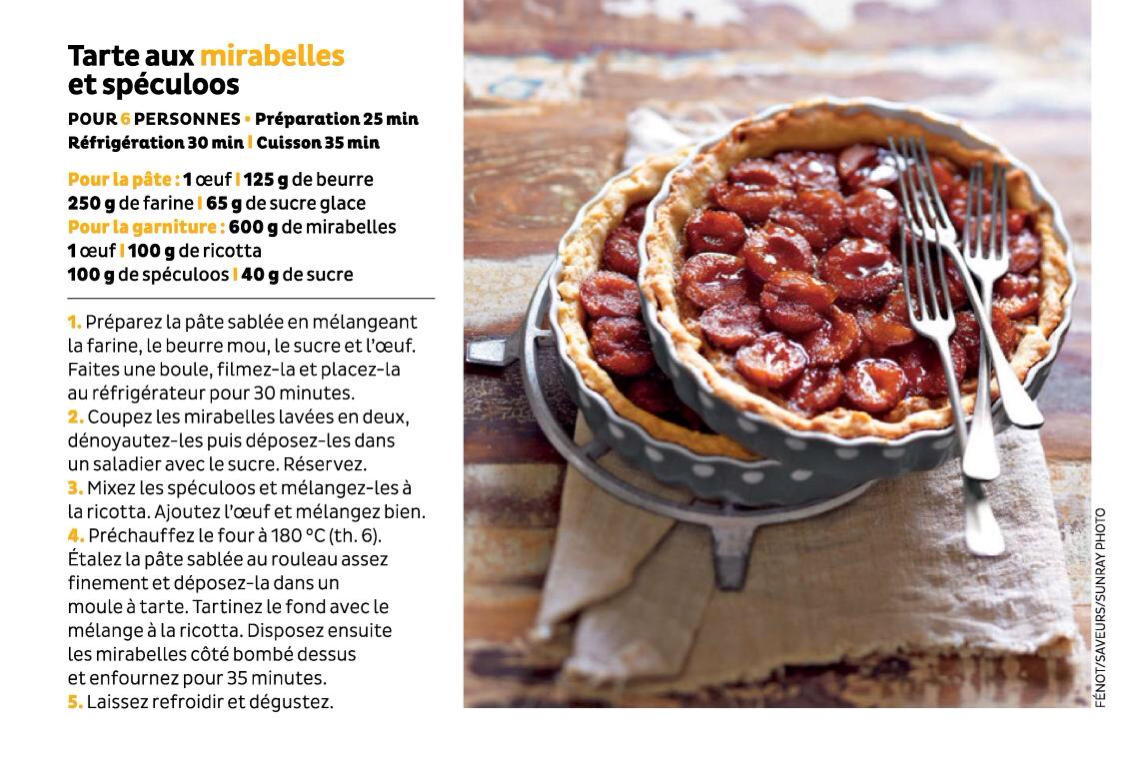 Tarte aux mirabelles
et spéculoos
POUR 6 PERSONNES • Préparation 25 min
Réfrigération 30 min I Cuisson 35 min
Pour la pâte : 1 œuf I 125 g de beurre
250 g de farine I 65 g de sucre glace
Pour la garniture : 600 g de mirabelles
1 œuf I 100 g de ricotta
100 g de spéculoos I 40 g de sucre
1. Préparez la pâte sablée en mélangeant
la farine, le beurre mou, le sucre et l’œuf.
Faites une boule, filmez-la et placez-la
au réfrigérateur pour 30 minutes.
2. Coupez les mirabelles lavées en deux,
dénoyautez-les puis déposez-les dans
un saladier avec le sucre. Réservez.
3. Mixez les spéculoos et mélangez-les à
la ricotta. Ajoutez l’œuf et mélangez bien.
4. Préchauffez le four à 180 °C (th. 6).
Étalez la pâte sablée au rouleau assez
finement et déposez-la dans un
moule à tarte. Tartinez le fond avec le
mélange à la ricotta. Disposez ensuite
les mirabelles côté bombé dessus
et enfournez pour 35 minutes.
5. Laissez refroidir et dégustez.
FÉNOT/SAVEURS/SUNRAY PHOTO